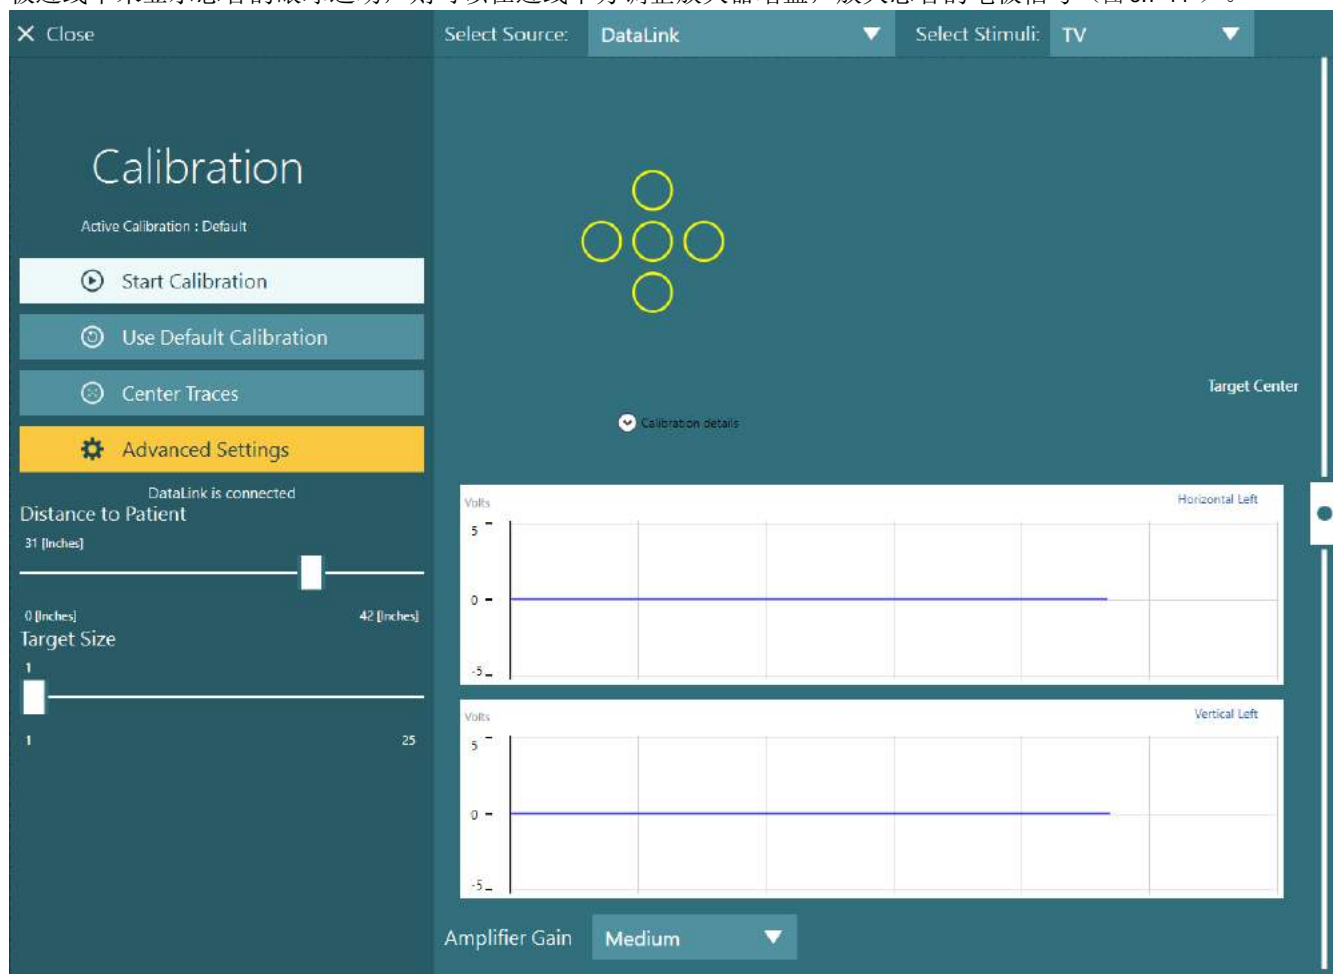 × Close
Select Source: DataLink
Select Stimuli: TV
Calibration
Active Calibration : Default
Start Calibration
Use Default Calibration
Center Traces
Advanced Settings
DataLink is connected
Distance to Patient
31 [Inches]
0 [Inches] 42 [Inches]
Target Size
1
1 25
Target Center
Calibration details
Volts Horizontal Left
5
0
-5
Volts Vertical Left
5
0
-5
Amplifier Gain Medium